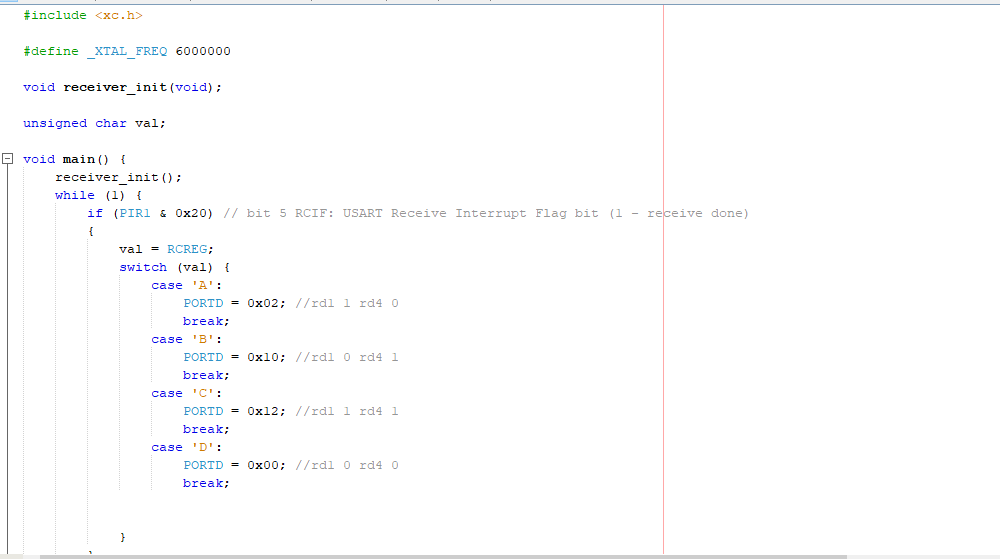 #include <xc.h>
#define _XTAL_FREQ 6000000
void receiver_init(void);
unsigned char val;
void main() {
    receiver_init();
    while (1) {
        if (PIR1 & 0x20) // bit 5 RCIF: USART Receive Interrupt Flag bit (1 - receive done)
        {
            val = RCREG;
            switch (val) {
                case 'A':
                    PORTD = 0x02; //rd1 1 rd4 0
                    break;
                case 'B':
                    PORTD = 0x10; //rd1 0 rd4 1
                    break;
                case 'C':
                    PORTD = 0x12; //rd1 1 rd4 1
                    break;
                case 'D':
                    PORTD = 0x00; //rd1 0 rd4 0
                    break;
            }